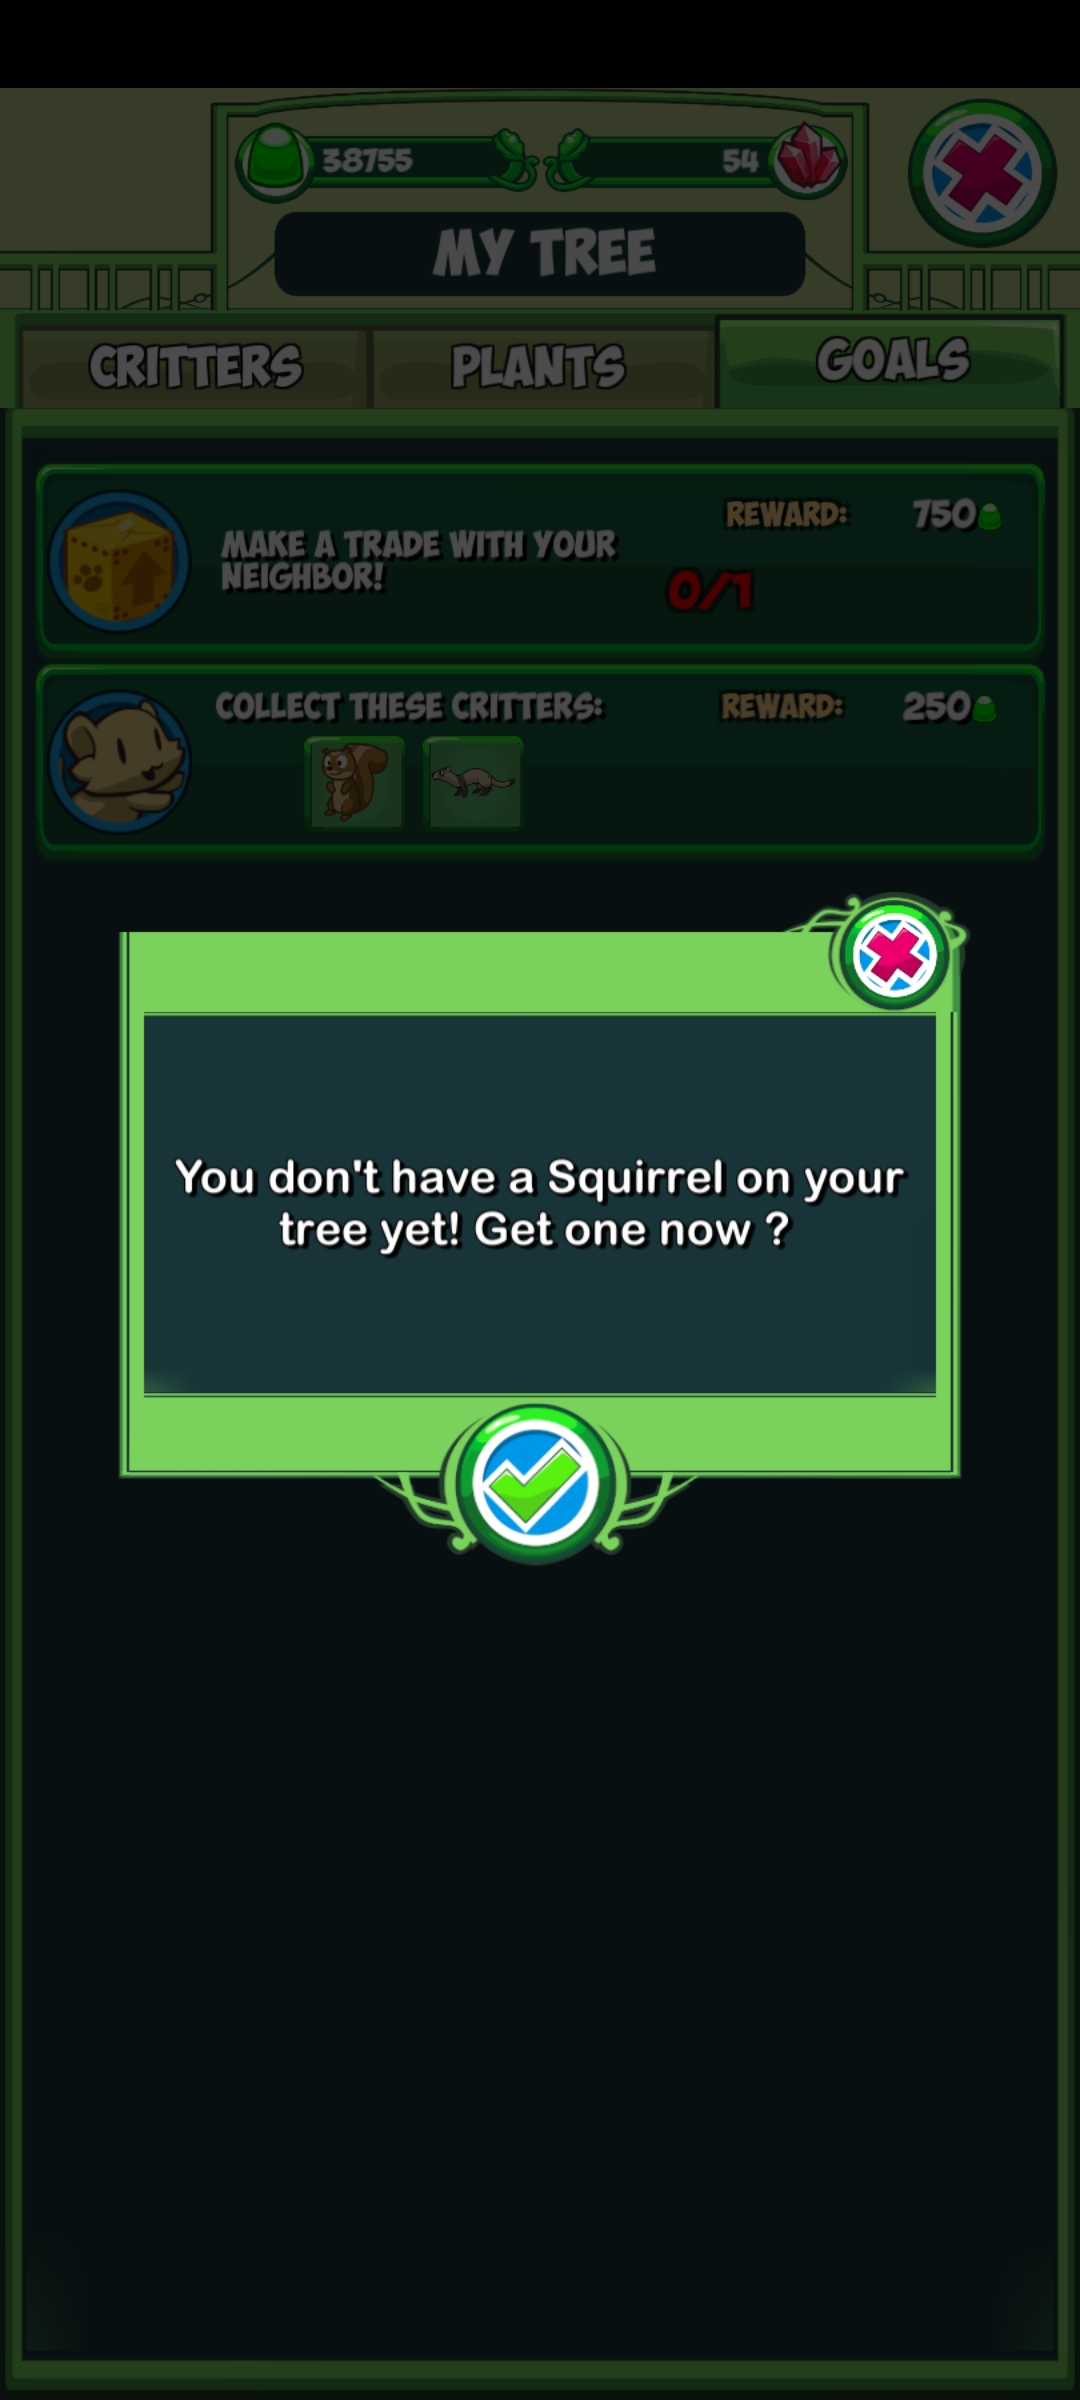 38755
54
MY TREE
CRITTERS
PLANTS
GOALS
MAKE A TRADE WITH YOUR
NEIGHBOR!
REWARD: 750
0/1
COLLECT THESE CRITTERS:
REWARD: 250
You don't have a Squirrel on your
tree yet! Get one now ?